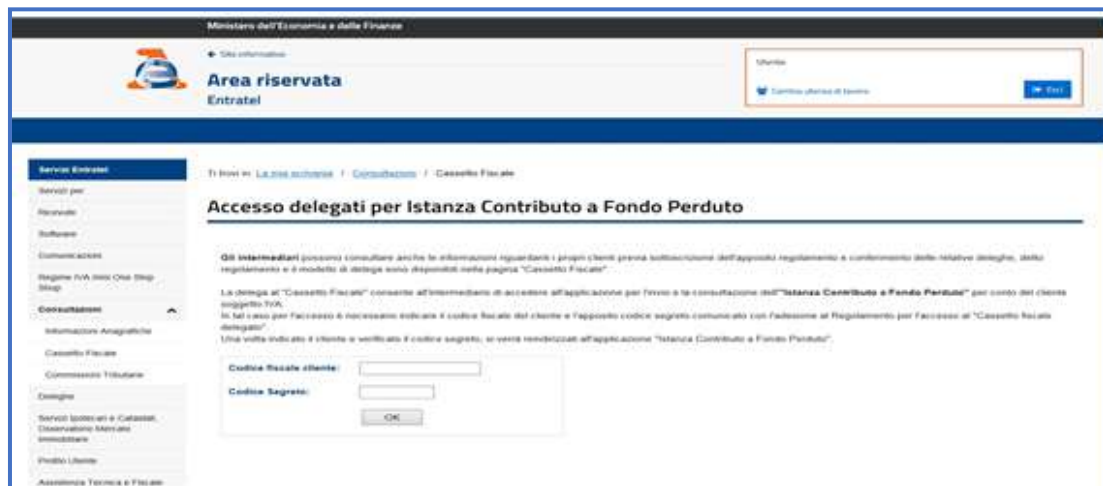 Ministero dell'Economia e delle Finanze
Sito informativo
Area riservata
Entratel
Utente
Cambia utenza di lavoro
Esci
Servizi Entratel
Servizi per
Ricevute
Software
Comunicazioni
Regime IVA mini One Stop
Shop
Consultazioni
Informazioni Anagrafiche
Cassetto Fiscale
Commissioni Tributarie
Deleghe
Servizi Ipotecari e Catastali,
Osservatorio Mercato
Immobiliare
Profilo Utente
Assistenza Tecnica e Fiscale
Ti trovi in: La mia scrivania / Consultazioni / Cassetto Fiscale
Accesso delegati per Istanza Contributo a Fondo Perduto
Gli intermediari possono consultare anche le informazioni riguardanti i propri clienti previa sottoscrizione dell'apposito regolamento e conferimento delle relative deleghe, detto
regolamento e il modello di delega sono disponibili nella pagina "Cassetto Fiscale".
La delega al "Cassetto Fiscale" consente all'intermediario di accedere all'applicazione per l'invio e la consultazione dell'"Istanza Contributo a Fondo Perduto" per conto del cliente
soggetto IVA.
In tal caso per l'accesso è necessario indicare il codice fiscale del cliente e l'apposito codice segreto comunicato con l'adesione al Regolamento per l'accesso al "Cassetto fiscale
delegato".
Una volta indicato il cliente e verificato il codice segreto, si verrà reindirizzati all'applicazione "Istanza Contributo a Fondo Perduto".
Codice fiscale cliente:
Codice Segreto:
OK